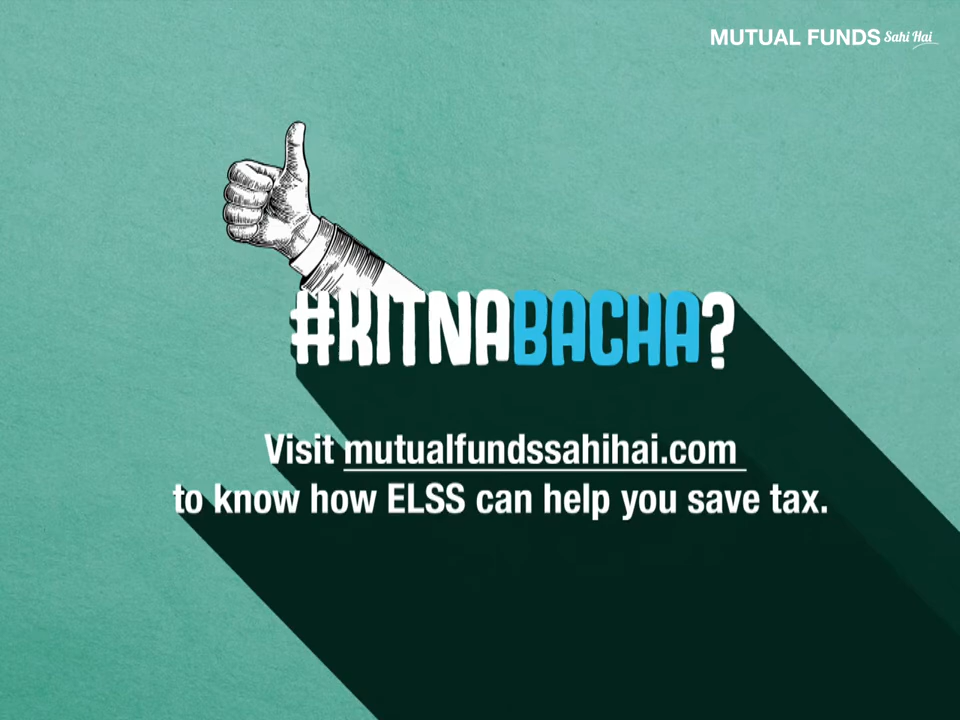 MUTUAL FUNDS Sahi Hai
#KITNABACHA?
Visit mutualfundssahihai.com
to know how ELSS can help you save tax.